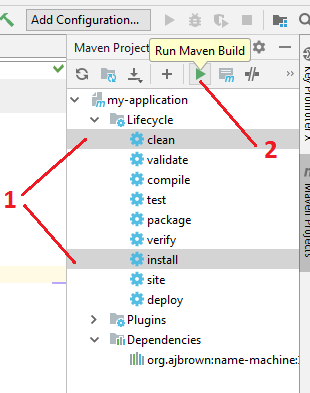 Add Configuration...
Maven Project
Run Maven Build
my-application
Lifecycle
clean
validate
compile
test
package
verify
install
site
deploy
Plugins
Dependencies
org.ajbrown:name-machine:
1
2
Key Promoter X
Maven Projects